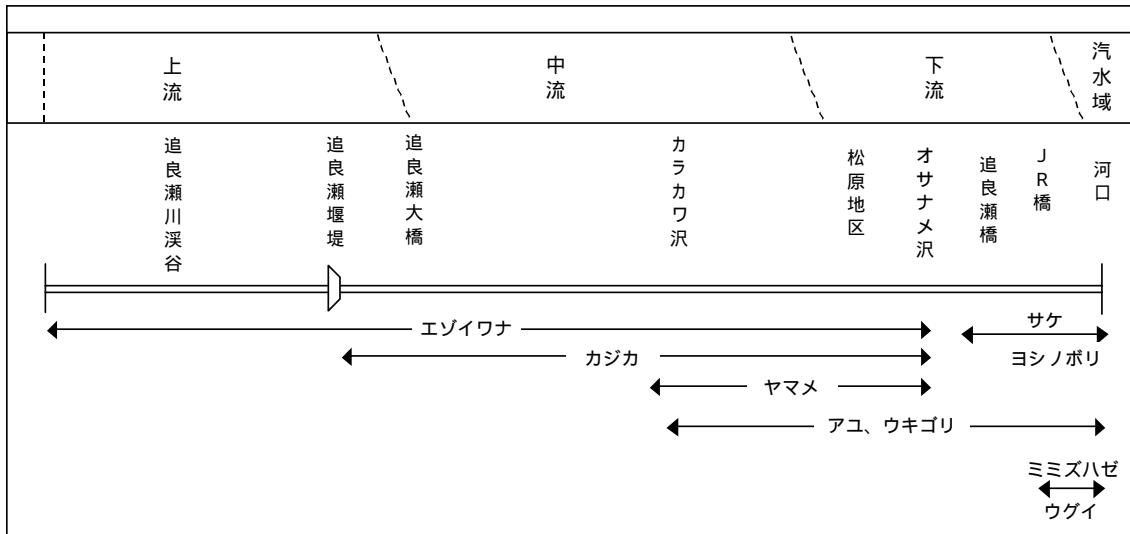 上流
中流
下流
汽水域
追良瀬川渓谷
追良瀬堰堤
追良瀬大橋
カラカワ沢
松原地区
オサナメ沢
追良瀬橋
JR橋
河口
エゾイワナ
サケ
カジカ
ヨシノボリ
ヤマメ
アユ、ウキゴリ
ミミズハゼ
ウグイ